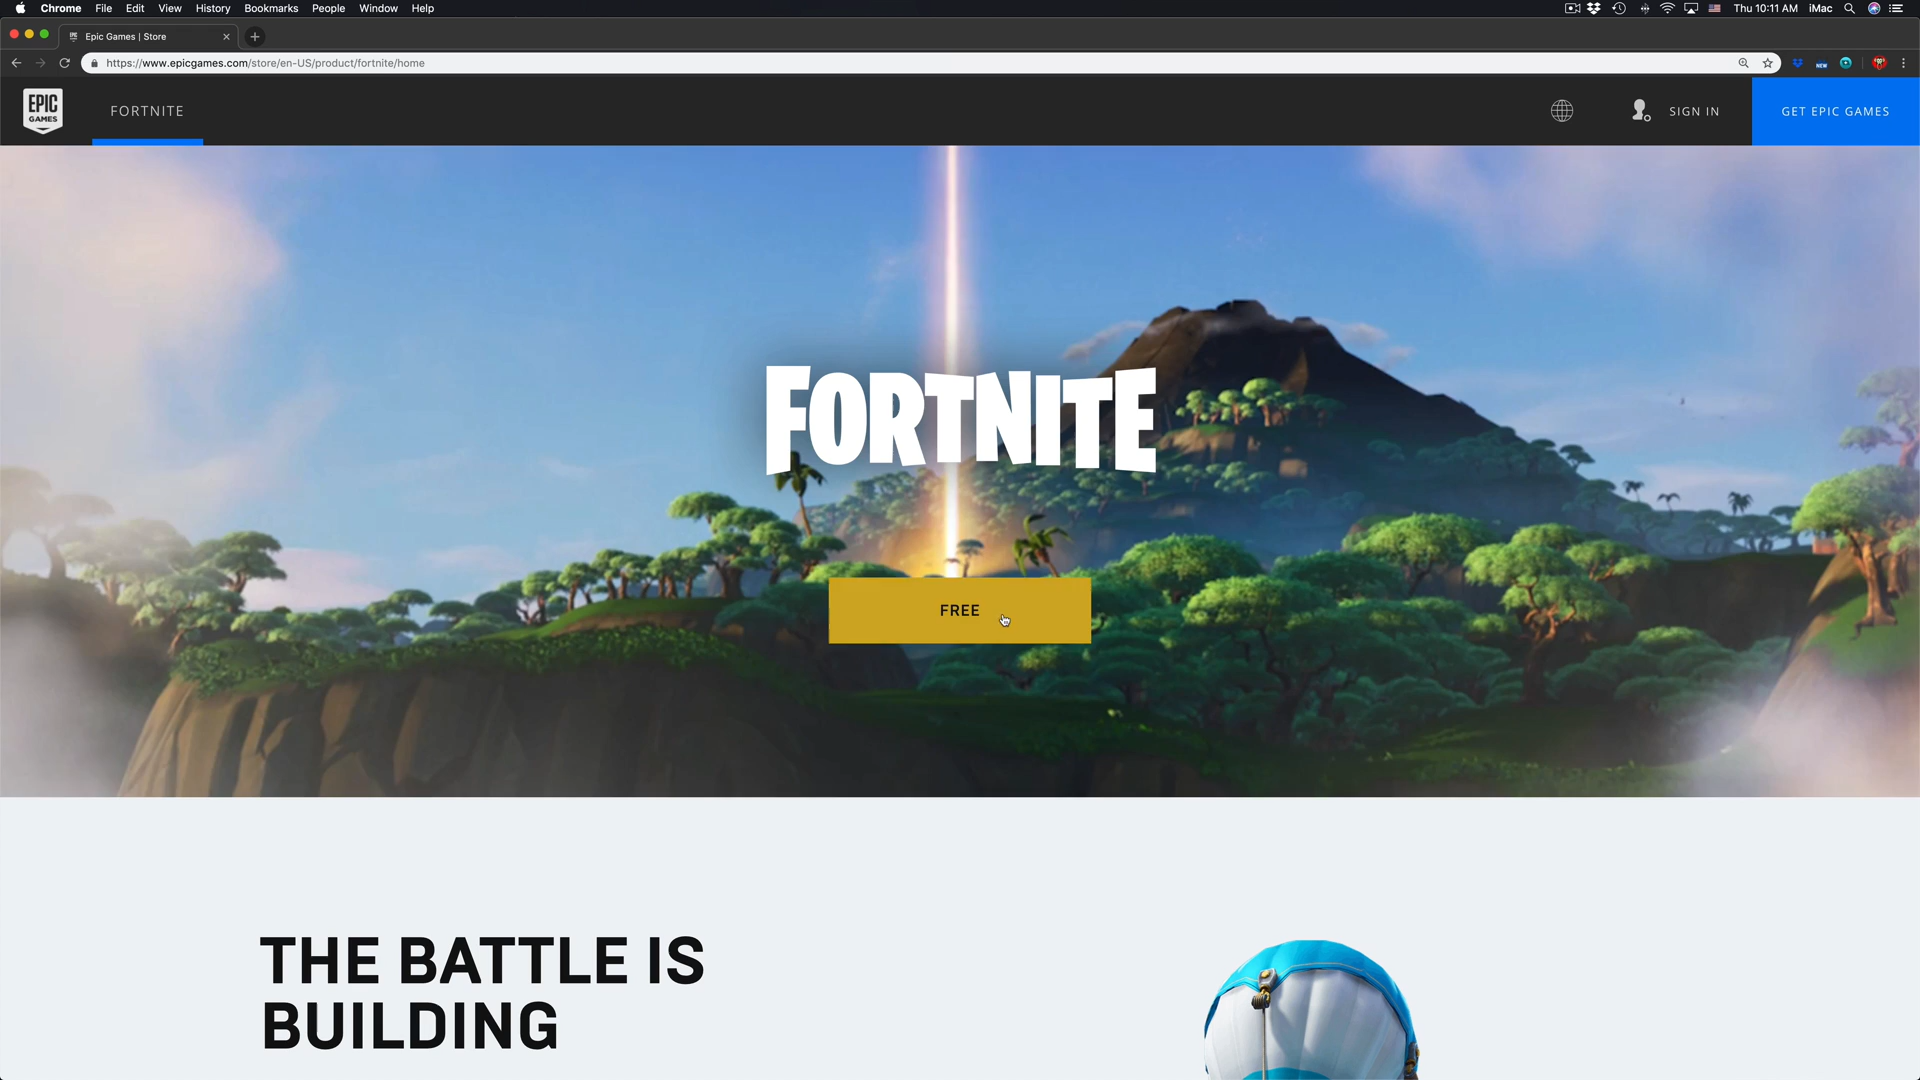 Chrome File Edit View History Bookmarks People Window Help
Thu 10:11 AM iMac
Epic Games | Store
https://www.epicgames.com/store/en-US/product/fortnite/home
NEW
EPIC
GAMES
FORTNITE
SIGN IN
GET EPIC GAMES
FORTNITE
FREE
THE BATTLE IS
BUILDING